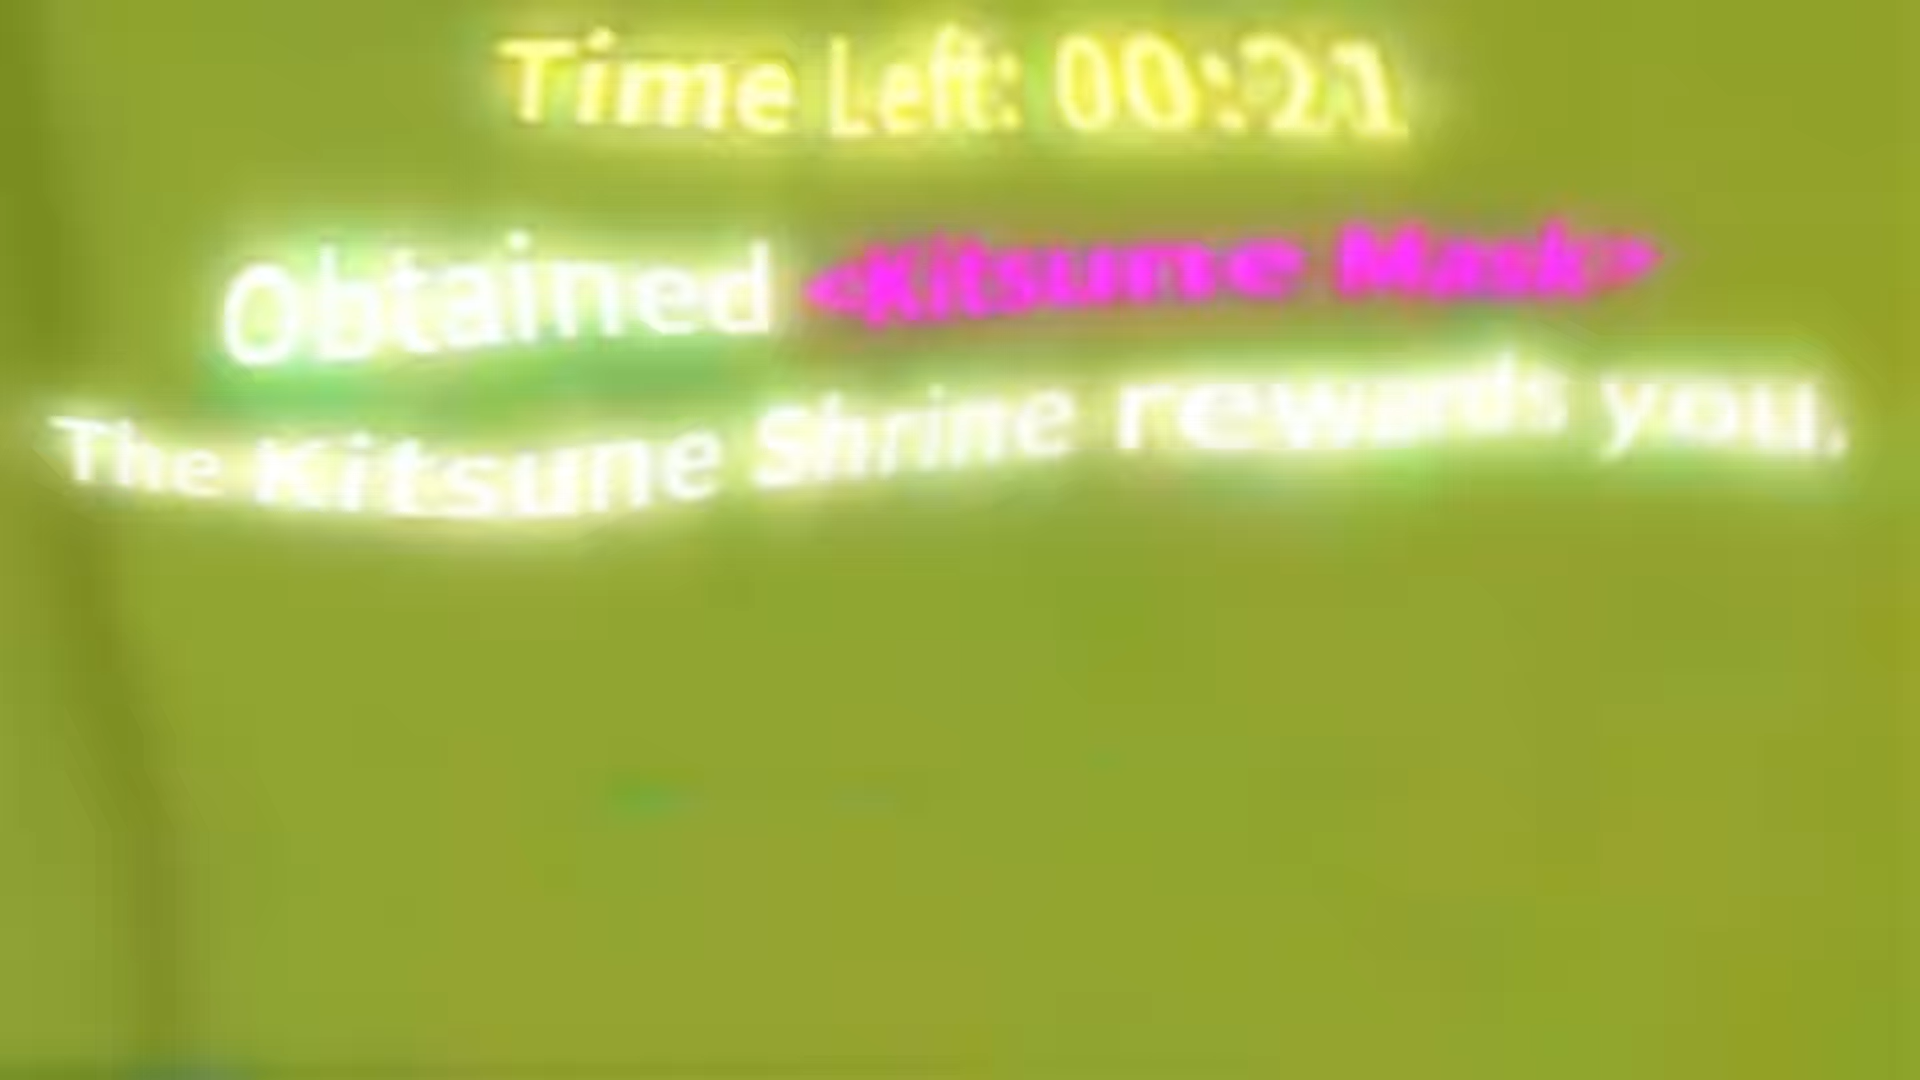 Time Left: 00:21
Obtained <Kitsune Mask>
The Kitsune Shrine rewards you.